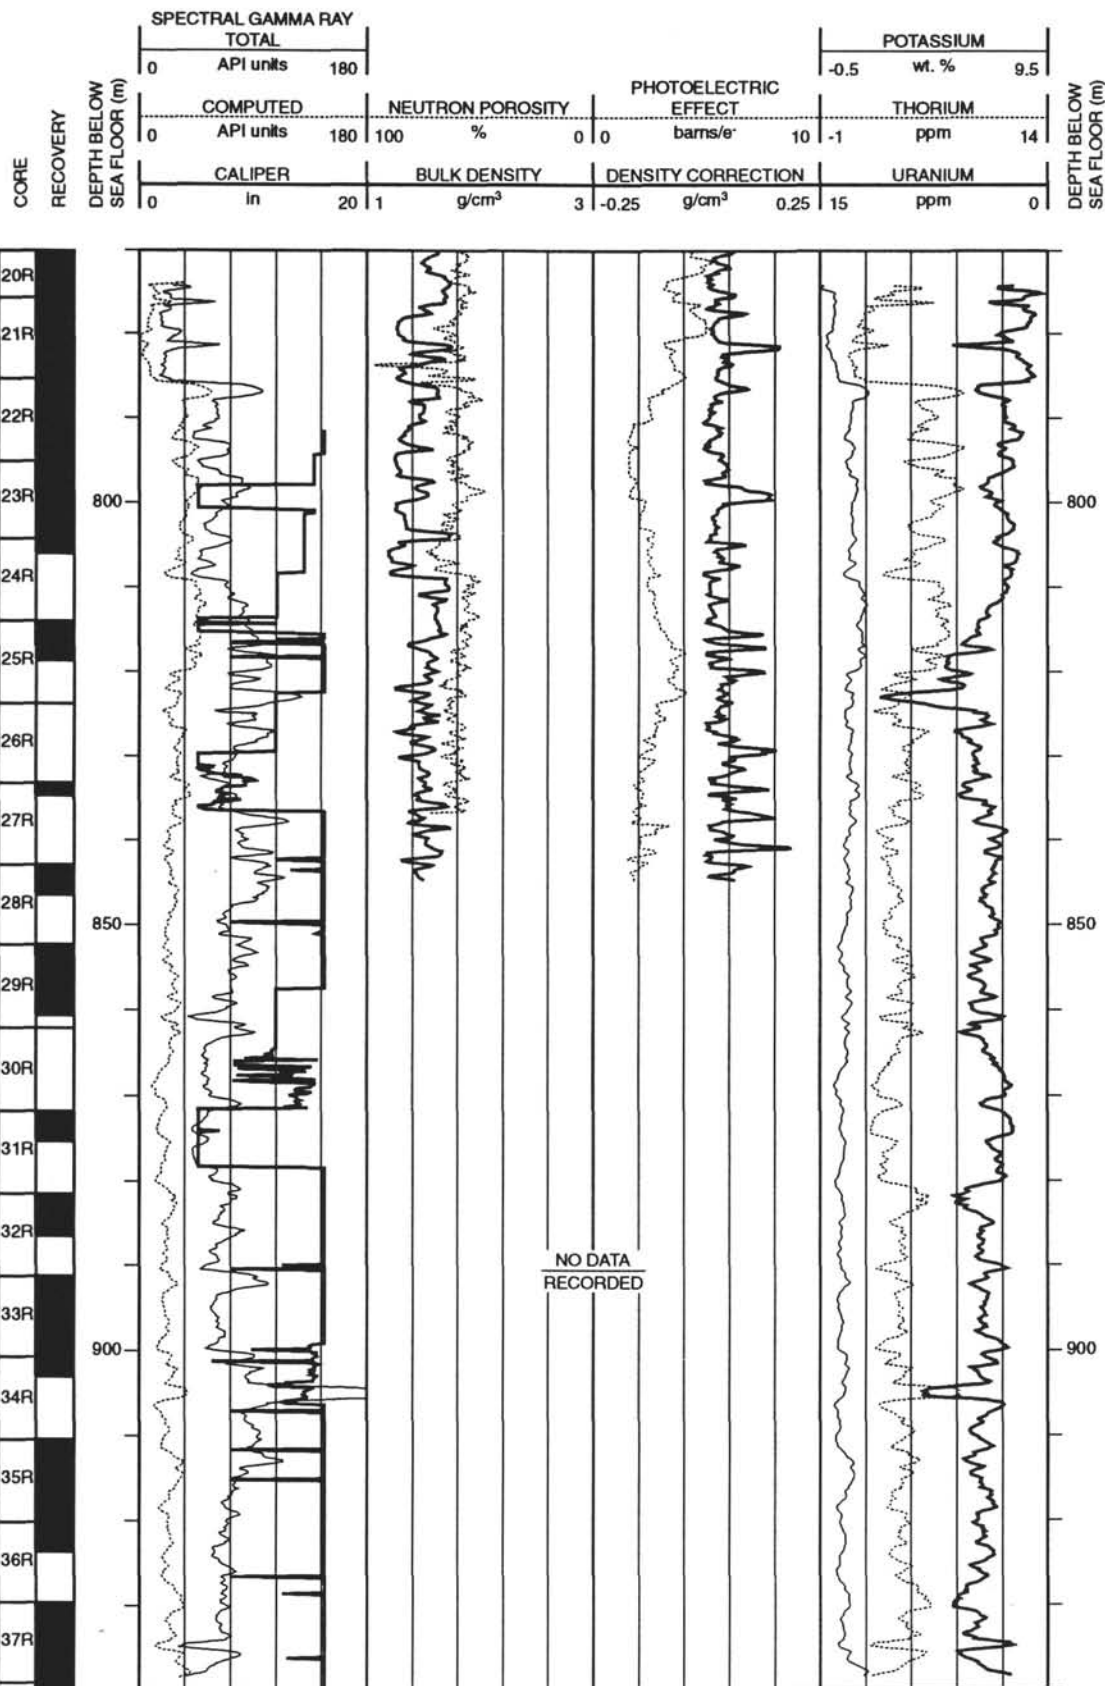 SPECTRAL GAMMA RAY
TOTAL
0 API units 180
COMPUTED
0 API units 180
CALIPER
0 in 20
NEUTRON POROSITY
100 % 0
BULK DENSITY
1 g/cm³ 3
PHOTOELECTRIC
EFFECT
0 barns/e- 10
DENSITY CORRECTION
-0.25 g/cm³ 0.25
POTASSIUM
-0.5 wt. % 9.5
THORIUM
-1 ppm 14
URANIUM
15 ppm 0
CORE
RECOVERY
DEPTH BELOW
SEA FLOOR (m)
DEPTH BELOW
SEA FLOOR (m)
20R
21R
22R
23R
24R
25R
26R
27R
28R
29R
30R
31R
32R
33R
34R
35R
36R
37R
800
850
900
NO DATA
RECORDED
800
850
900